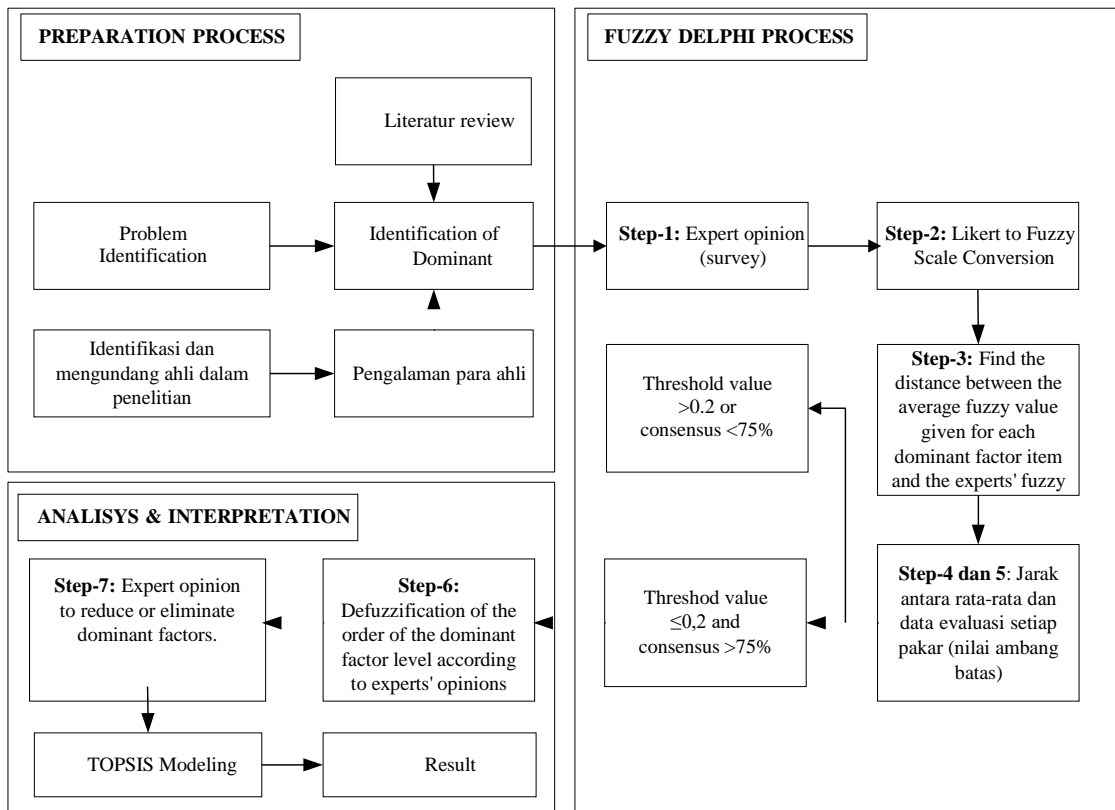 PREPARATION PROCESS
Literatur review
Problem
Identification
Identification of
Dominant
Identifikasi dan
mengundang ahli dalam
penelitian
Pengalaman para ahli
FUZZY DELPHI PROCESS
Step-1: Expert opinion
(survey)
Step-2: Likert to Fuzzy
Scale Conversion
Step-3: Find the
distance between the
average fuzzy value
given for each
dominant factor item
and the experts' fuzzy
Threshold value
>0.2 or
consensus <75%
Step-4 dan 5: Jarak
antara rata-rata dan
data evaluasi setiap
pakar (nilai ambang
batas)
Threshod value
≤0,2 and
consensus >75%
ANALISYS & INTERPRETATION
Step-7: Expert opinion
to reduce or eliminate
dominant factors.
Step-6:
Defuzzification of the
order of the dominant
factor level according
to experts' opinions
TOPSIS Modeling
Result